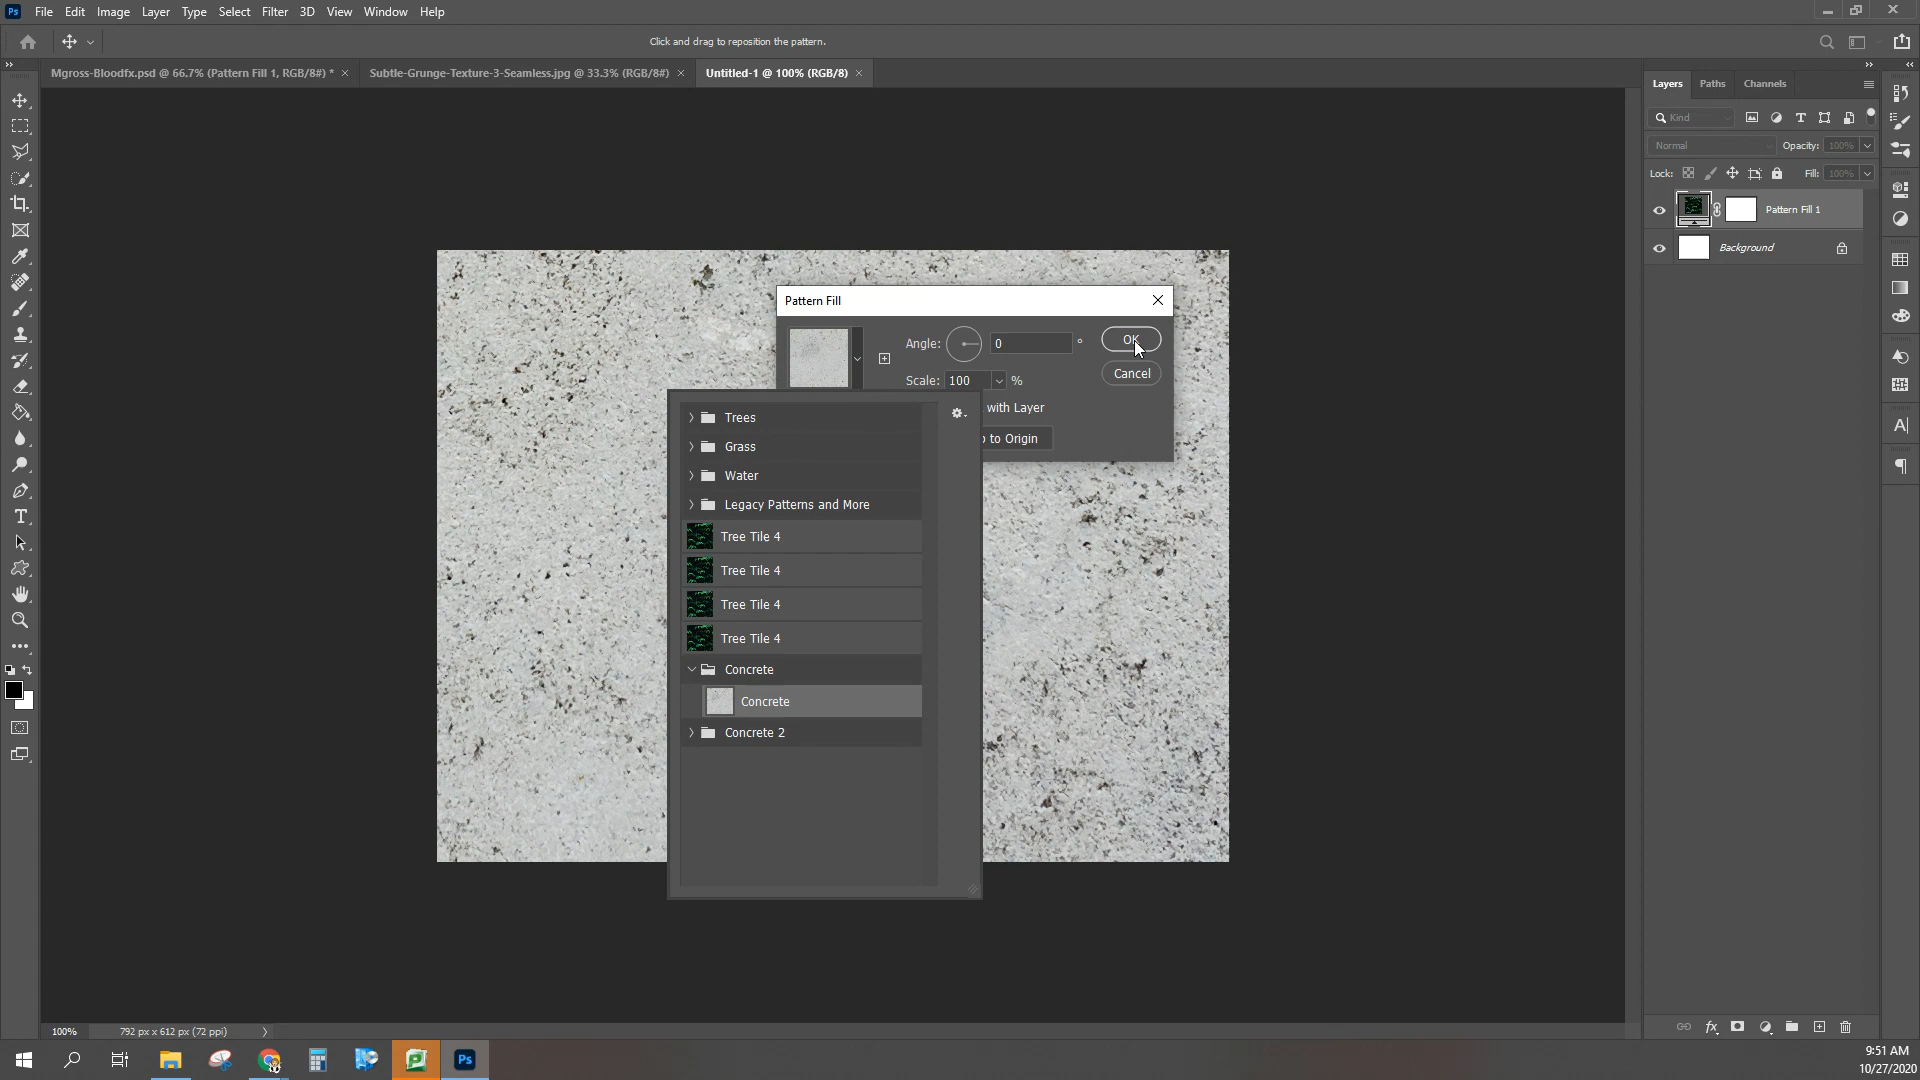 Ps File Edit Image Layer Type Select Filter 3D View Window Help
Click and drag to reposition the pattern.
Mgross-Bloodfx.psd @ 66.7% (Pattern Fill 1, RGB/8#) * × Subtle-Grunge-Texture-3-Seamless.jpg @ 33.3% (RGB/8#) × Untitled-1 @ 100% (RGB/8) ×
Layers Paths Channels
Kind
Normal Opacity: 100%
Lock: Fill: 100%
Pattern Fill 1
Background
Pattern Fill
Angle: 0 °
OK
Scale: 100 %
Cancel
with Layer
to Origin
Trees
Grass
Water
Legacy Patterns and More
Tree Tile 4
Tree Tile 4
Tree Tile 4
Tree Tile 4
Concrete
Concrete
Concrete 2
100% 792 px x 612 px (72 ppi)
Ps
9:51 AM
10/27/2020